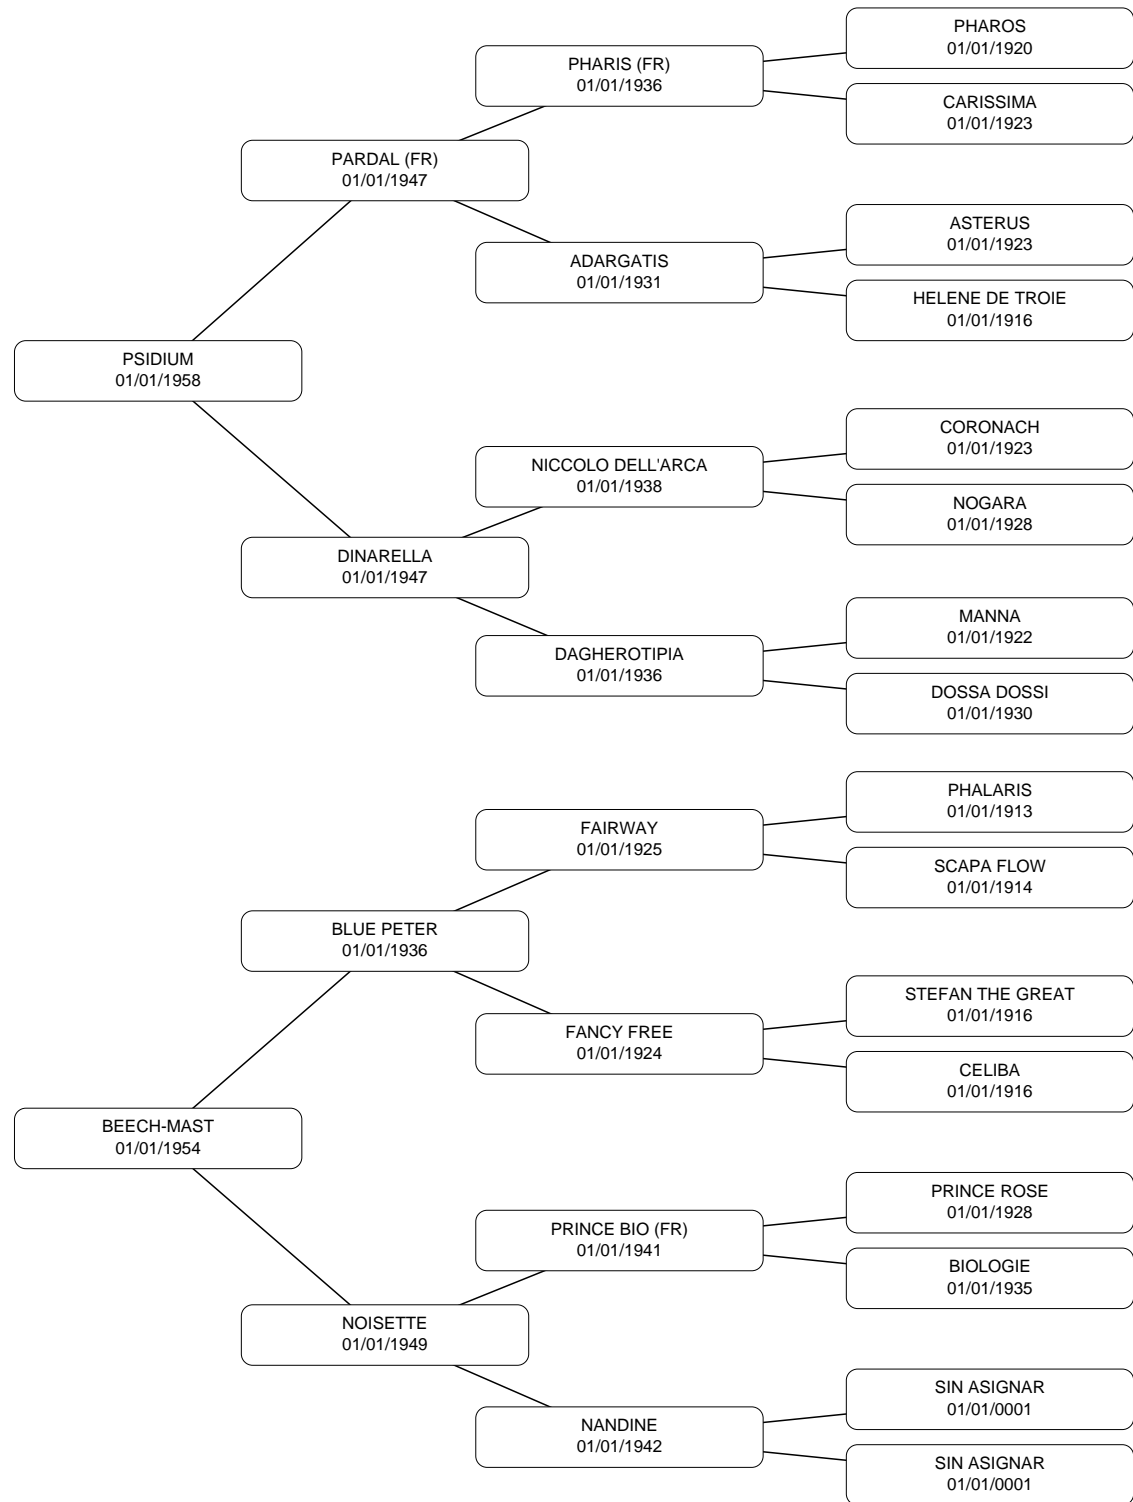 PHAROS
01/01/1920
PHARIS (FR)
01/01/1936
CARISSIMA
01/01/1923
PARDAL (FR)
01/01/1947
ASTERUS
01/01/1923
ADARGATIS
01/01/1931
HELENE DE TROIE
01/01/1916
PSIDIUM
01/01/1958
CORONACH
01/01/1923
NICCOLO DELL'ARCA
01/01/1938
NOGARA
01/01/1928
DINARELLA
01/01/1947
MANNA
01/01/1922
DAGHEROTIPIA
01/01/1936
DOSSA DOSSI
01/01/1930
PHALARIS
01/01/1913
FAIRWAY
01/01/1925
SCAPA FLOW
01/01/1914
BLUE PETER
01/01/1936
STEFAN THE GREAT
01/01/1916
FANCY FREE
01/01/1924
CELIBA
01/01/1916
BEECH-MAST
01/01/1954
PRINCE ROSE
01/01/1928
PRINCE BIO (FR)
01/01/1941
BIOLOGIE
01/01/1935
NOISETTE
01/01/1949
SIN ASIGNAR
01/01/0001
NANDINE
01/01/1942
SIN ASIGNAR
01/01/0001